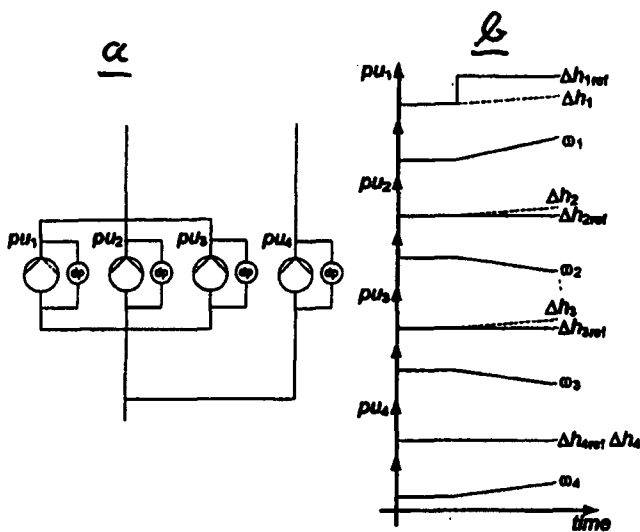 a
b
pu₁
Δh₁ref
Δh₁
ω₁
pu₂
Δh₂
Δh₂ref
ω₂
pu₃
Δh₃
Δh₃ref
ω₃
pu₄
Δh₄ref Δh₄
ω₄
time
pu₁ pu₂ pu₃ pu₄
dp dp dp dp